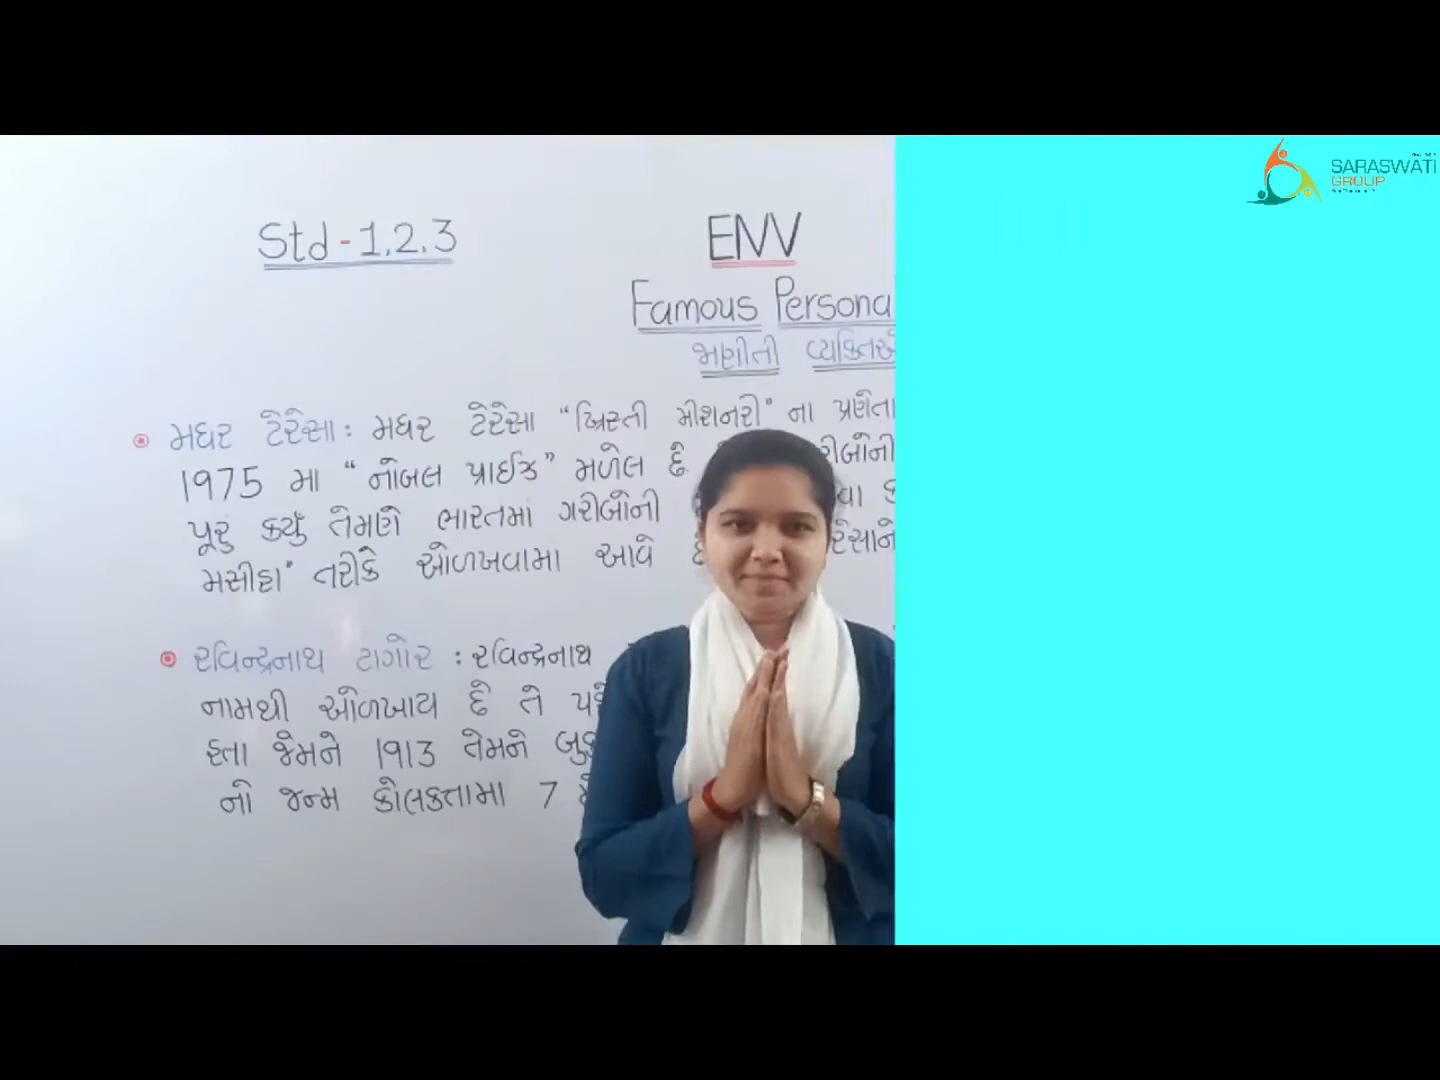 SARASWATI
GROUP
Std - 1.2.3
ENV
Famous Persona
જાણીતી વ્યક્તિઓ
મધર ટેરેસા : મધર ટેરેસા “ખ્રિસ્તી મીશનરી” ના પ્રણેતા
1975 મા “નોબલ પ્રાઈઝ” મળેલ છે રીબોની
પૂરું કર્યું તેમણે ભારતમાં ગરીબોની વા
મસીહા” તરીકે ઓળખવામા આવે છે રેસાને
રવિન્દ્રનાથ ટાગોર : રવિન્દ્રનાથ
નામથી ઓળખાય છે તે
હતા જેમને 1913 તેમને
નો જન્મ કોલકતામા 7